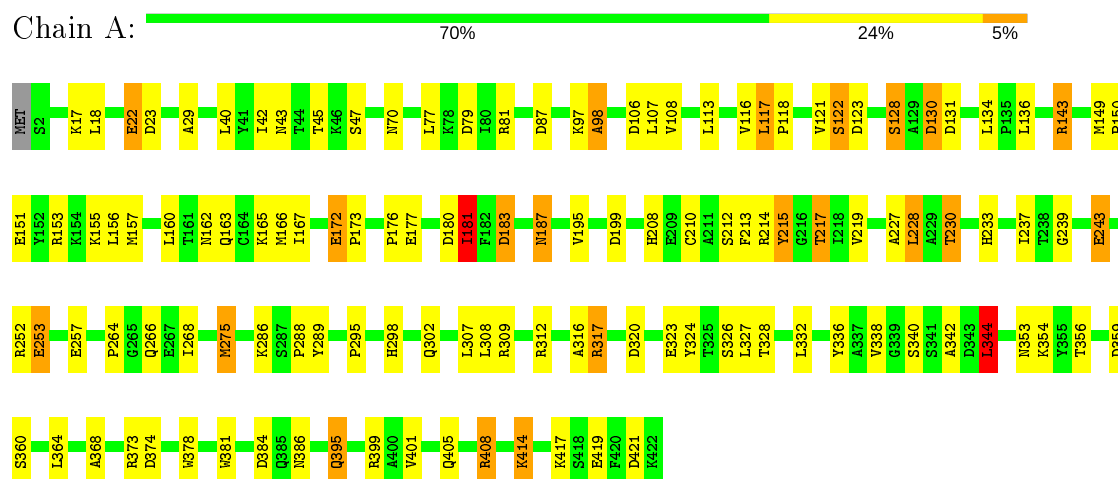 Chain A:
70% 24% 5%
MET S2 K17 L18 E22 D23 A29 L40 Y41 I42 N43 T44 T45 K46 S47 N70 L77 K78 D79 I80 R81 D87 K97 A98 D106 L107 V108 L113 V116 L117 P118 V121 S122 D123 S128 A129 D130 D131 L134 P135 L136 R143 M149
E151 Y152 R153 K154 K155 L156 M157 L160 T161 N162 Q163 C164 K165 M166 I167 E172 P173 P176 E177 D180 I181 F182 D183 N187 V195 D199 H208 E209 C210 A211 S212 F213 R214 Y215 G216 T217 I218 V219 A227 L228 A229 T230 H233 I237 T238 G239 E243
R252 E253 E257 P264 G265 Q266 E267 I268 M275 K286 S287 P288 Y289 P295 H298 Q302 L307 L308 R309 R312 A316 R317 D320 E323 Y324 T325 S326 L327 T328 L332 Y336 A337 V338 G339 S340 S341 A342 D343 L344 N353 K354 Y355 T356
S360 L364 A368 R373 D374 W378 W381 D384 Q385 N386 Q395 R399 A400 V401 Q405 R408 K414 K417 S418 E419 F420 D421 K422